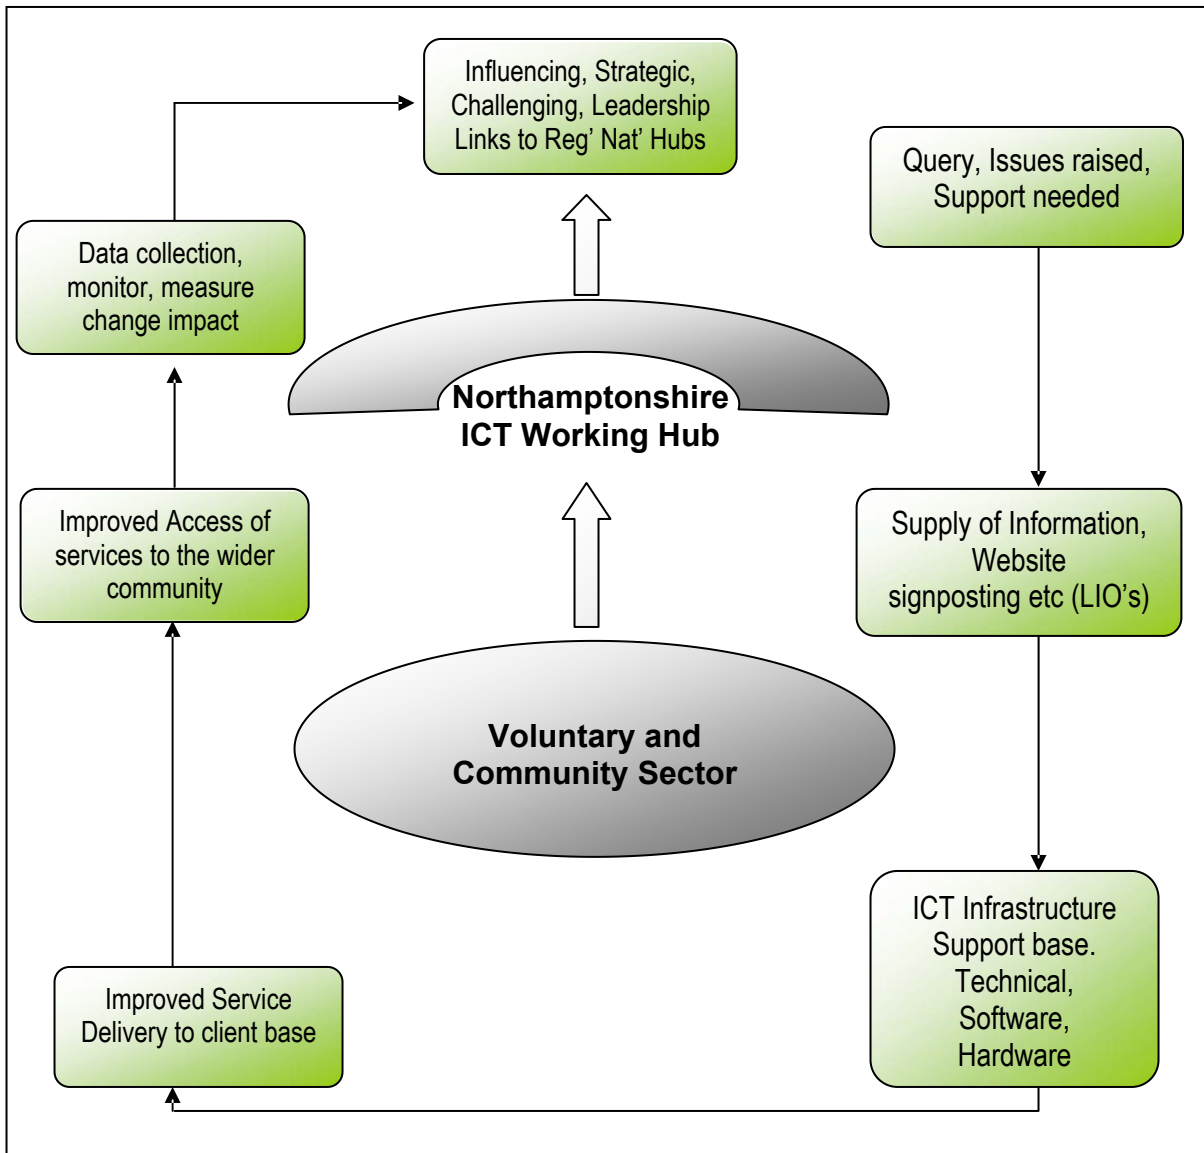 Influencing, Strategic,
Challenging, Leadership
Links to Reg’ Nat’ Hubs
Query, Issues raised,
Support needed
Data collection,
monitor, measure
change impact
Northamptonshire
ICT Working Hub
Improved Access of
services to the wider
community
Supply of Information,
Website
signposting etc (LIO’s)
Voluntary and
Community Sector
ICT Infrastructure
Support base.
Technical,
Software,
Hardware
Improved Service
Delivery to client base